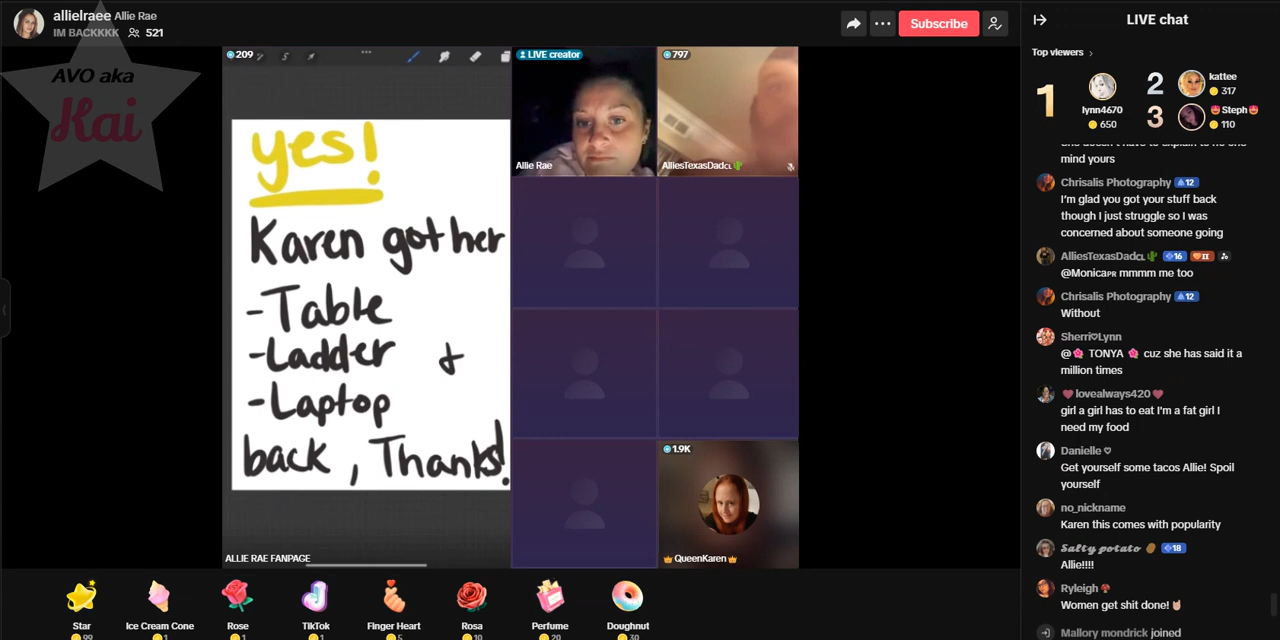 allielraee Allie Rae
IM BACKKKK 521
Subscribe
AVO aka
Kai
209
yes!
Karen got her
-Table
-Ladder &
-Laptop
back, Thanks!
ALLIE RAE FANPAGE
LIVE creator
Allie Rae
797
AlliesTexasDadCL🌵
1.9K
👑QueenKaren👑
Star
99
Ice Cream Cone
1
Rose
1
TikTok
1
Finger Heart
5
Rosa
10
Perfume
20
Doughnut
30
LIVE chat
Top viewers
1
lynn4670
650
2
kattee
317
3
😍Steph😍
110
she doesn't have to explain to no one
mind yours
Chrisalis Photography 12
I'm glad you got your stuff back
though I just struggle so I was
concerned about someone going
AlliesTexasDadCL🌵 16 II
@MonicaPR mmmm me too
Chrisalis Photography 12
Without
Sherri♡Lynn
@🌺 TONYA 🌺 cuz she has said it a
million times
❤lovealways420❤
girl a girl has to eat I'm a fat girl I
need my food
Danielle ♡
Get yourself some tacos Allie! Spoil
yourself
no_nickname
Karen this comes with popularity
𝓢𝓪𝓵𝓽𝔂 𝓹𝓸𝓽𝓪𝓽𝓸 🥔 18
Allie!!!!
Ryleigh
Women get shit done! 🤘🏻
Mallory mondrick joined